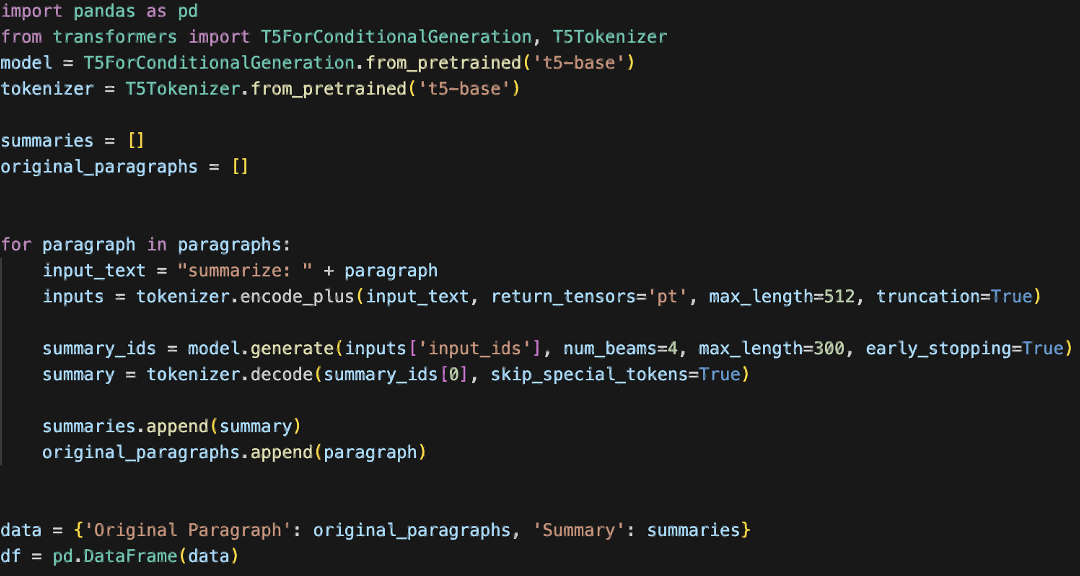 import pandas as pd
from transformers import T5ForConditionalGeneration, T5Tokenizer
model = T5ForConditionalGeneration.from_pretrained('t5-base')
tokenizer = T5Tokenizer.from_pretrained('t5-base')

summaries = []
original_paragraphs = []


for paragraph in paragraphs:
    input_text = "summarize: " + paragraph
    inputs = tokenizer.encode_plus(input_text, return_tensors='pt', max_length=512, truncation=True)

    summary_ids = model.generate(inputs['input_ids'], num_beams=4, max_length=300, early_stopping=True)
    summary = tokenizer.decode(summary_ids[0], skip_special_tokens=True)

    summaries.append(summary)
    original_paragraphs.append(paragraph)


data = {'Original Paragraph': original_paragraphs, 'Summary': summaries}
df = pd.DataFrame(data)